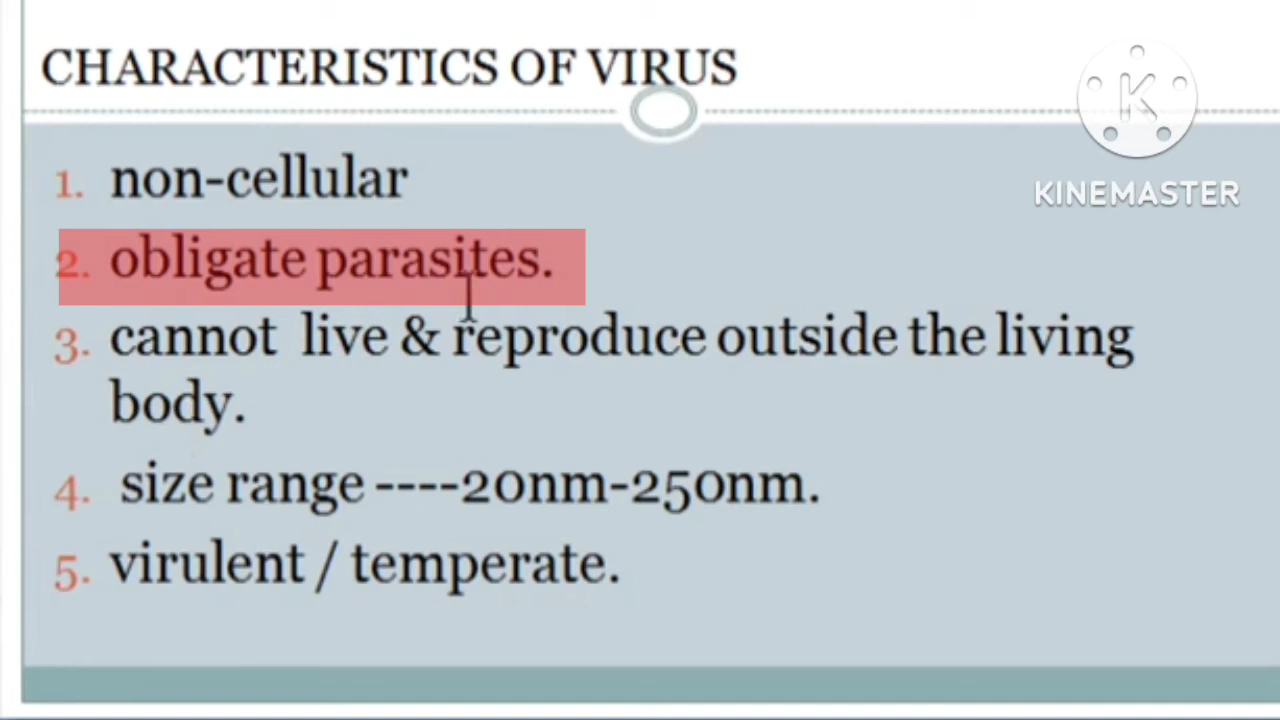 CHARACTERISTICS OF VIRUS
KINEMASTER
1. non-cellular
2. obligate parasites.
3. cannot live & reproduce outside the living
body.
4. size range ----20nm-250nm.
5. virulent / temperate.